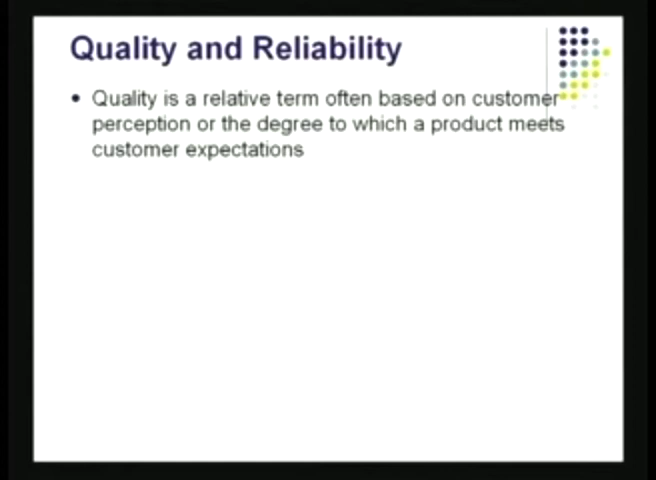 Quality and Reliability
• Quality is a relative term often based on customer
perception or the degree to which a product meets
customer expectations